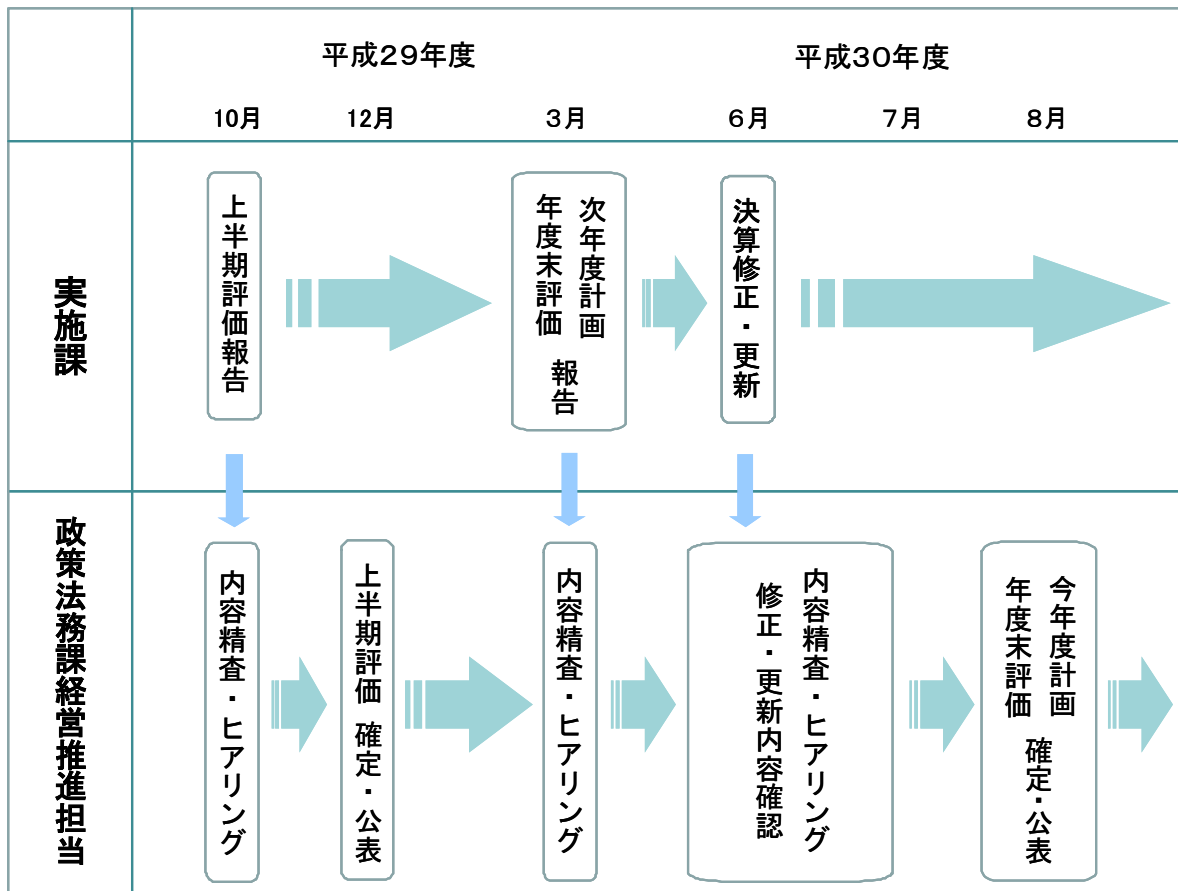 平成29年度
平成30年度
10月
12月
3月
6月
7月
8月
実施課
上半期評価報告
次年度計画
年度末評価
報告
決算修正・更新
政策法務課経営推進担当
内容精査・ヒアリング
上半期評価 確定・公表
内容精査・ヒアリング
内容精査・ヒアリング
修正・更新内容確認
今年度計画
年度末評価
確定・公表